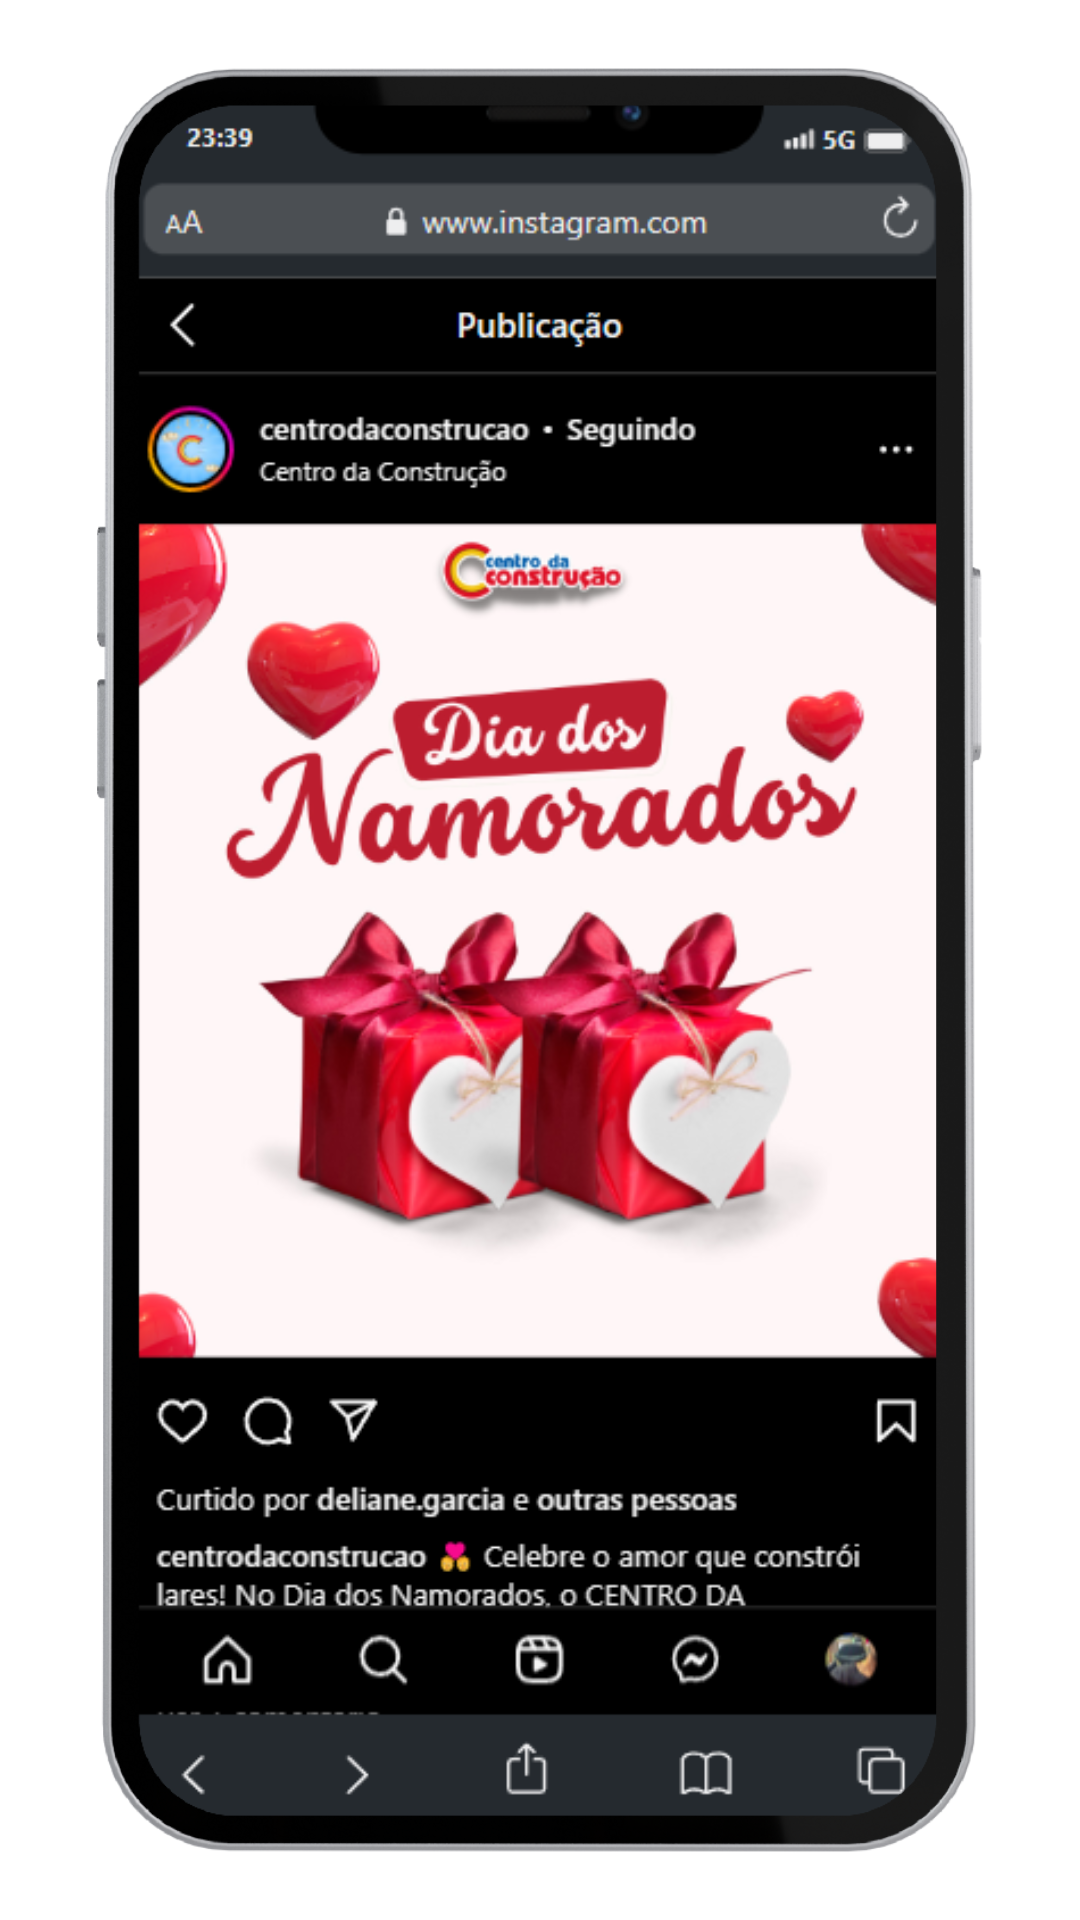 23:39
5G
AA
www.instagram.com
Publicação
centrodaconstrucao • Seguindo
Centro da Construção
centro da
construção
Dia dos
Namorados
Curtido por deliane.garcia e outras pessoas
centrodaconstrucao 💏 Celebre o amor que constrói
lares! No Dia dos Namorados, o CENTRO DA